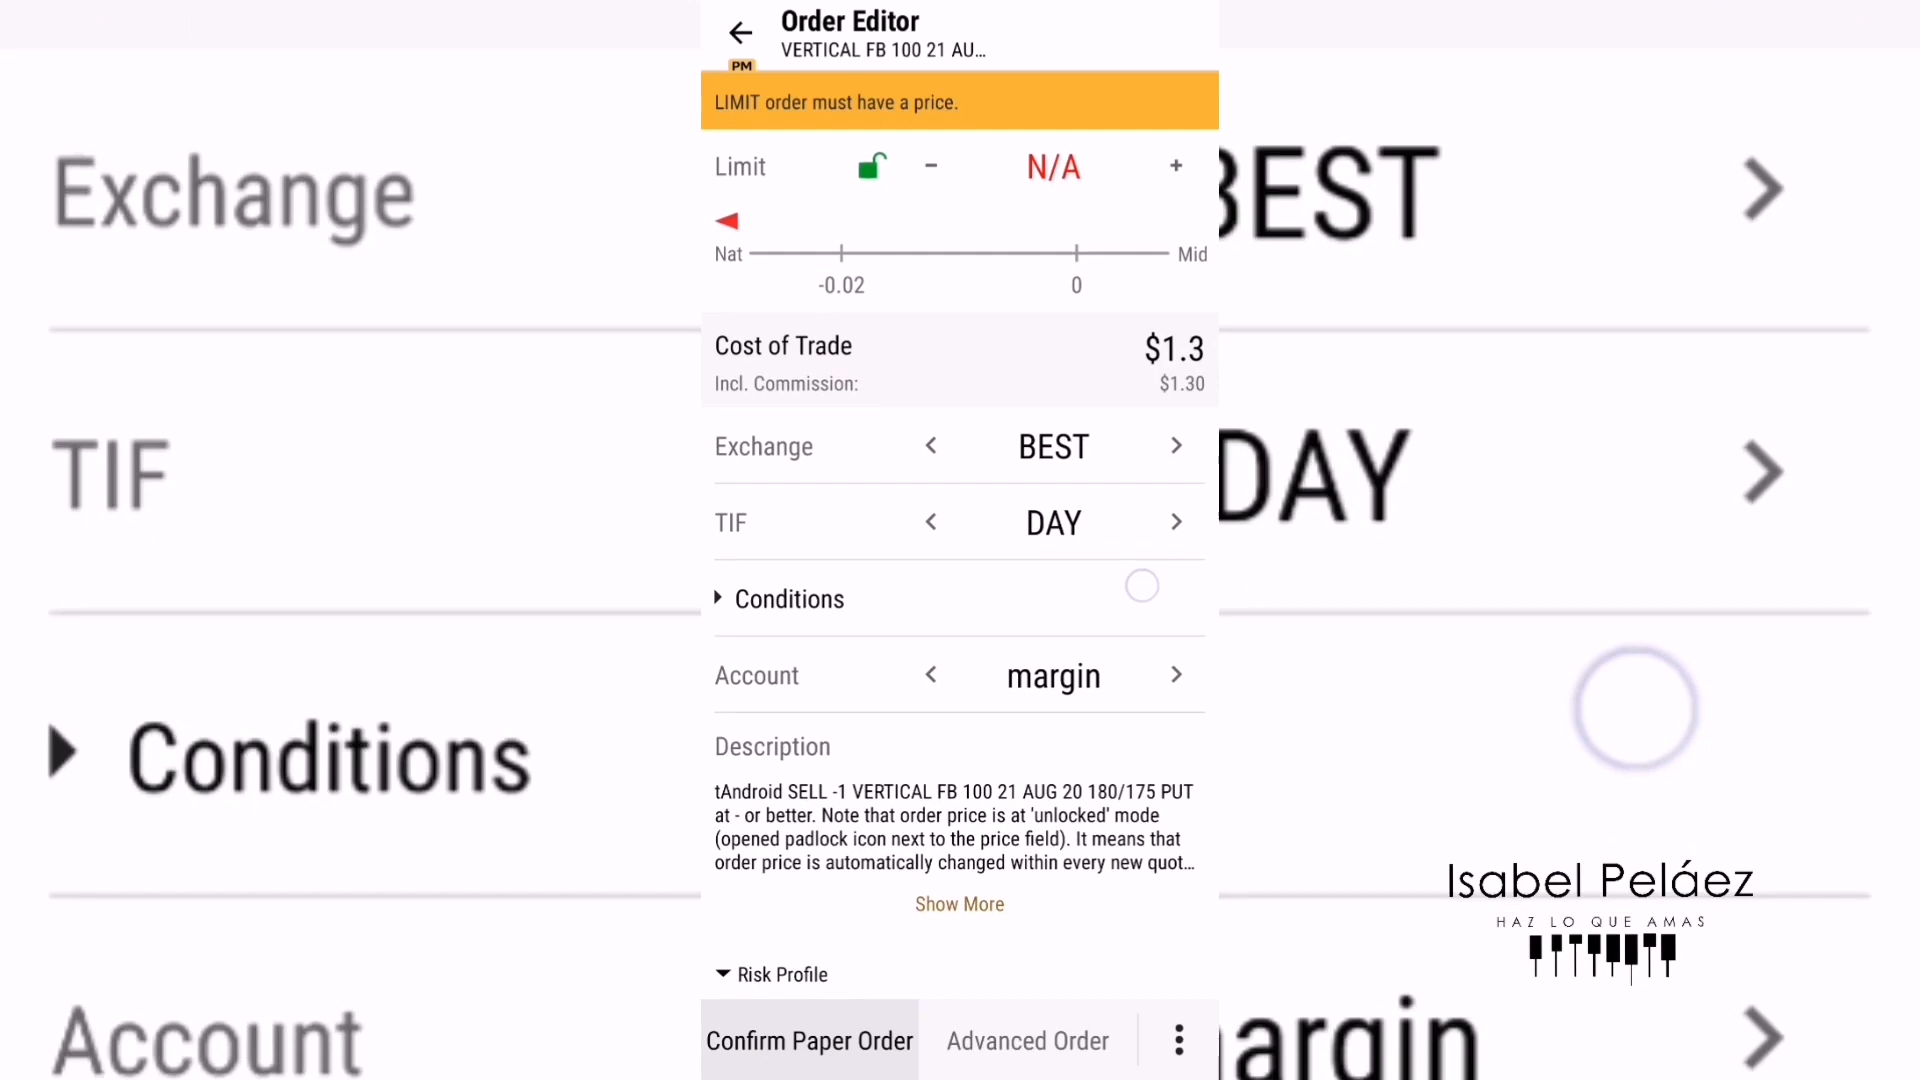 Order Editor
VERTICAL FB 100 21 AU...
PM
LIMIT order must have a price.
Limit - N/A +
Nat Mid
-0.02 0
Cost of Trade $1.3
Incl. Commission: $1.30
Exchange < BEST >
TIF < DAY >
Conditions
Account < margin >
Description
tAndroid SELL -1 VERTICAL FB 100 21 AUG 20 180/175 PUT
at - or better. Note that order price is at 'unlocked' mode
(opened padlock icon next to the price field). It means that
order price is automatically changed within every new quot...
Show More
Risk Profile
Confirm Paper Order Advanced Order
Exchange BEST >
TIF DAY >
Conditions
Account argin >
Isabel Peláez
HAZ LO QUE AMAS